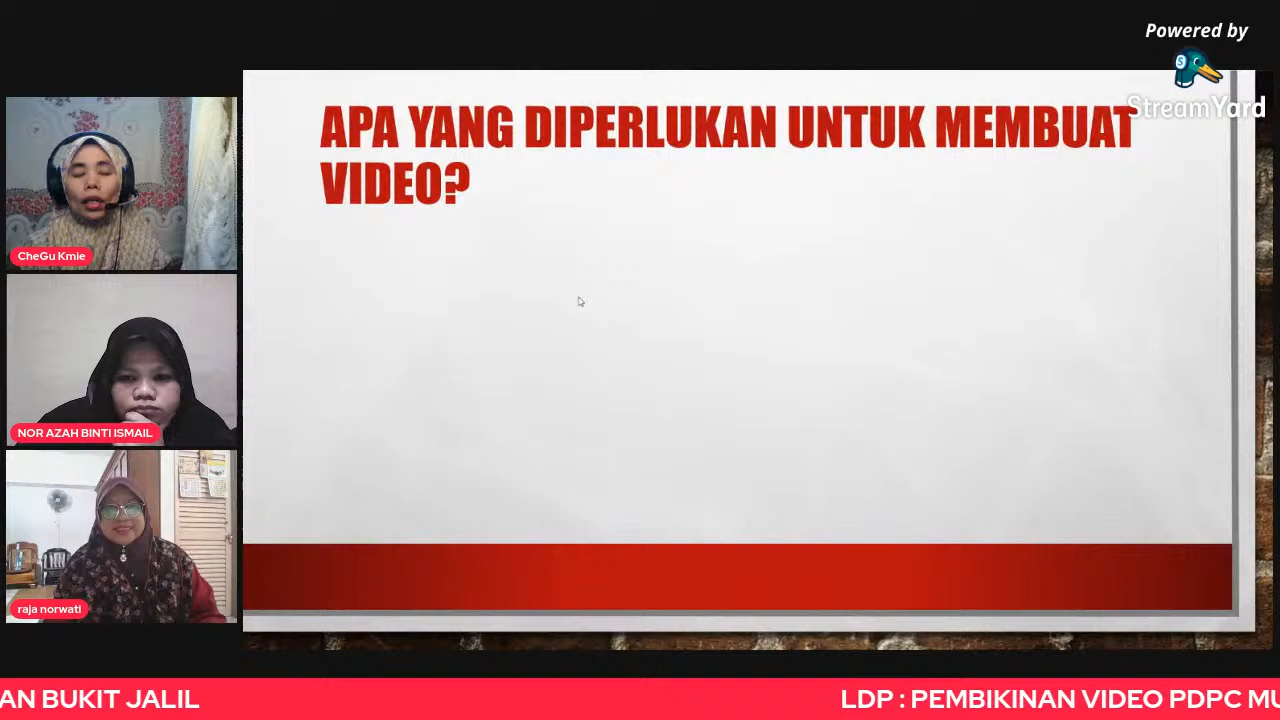 Powered by
StreamYard
APA YANG DIPERLUKAN UNTUK MEMBUAT
VIDEO?
CheGu Kmie
NOR AZAH BINTI ISMAIL
raja norwati
AN BUKIT JALIL
LDP : PEMBIKINAN VIDEO PDPC MU